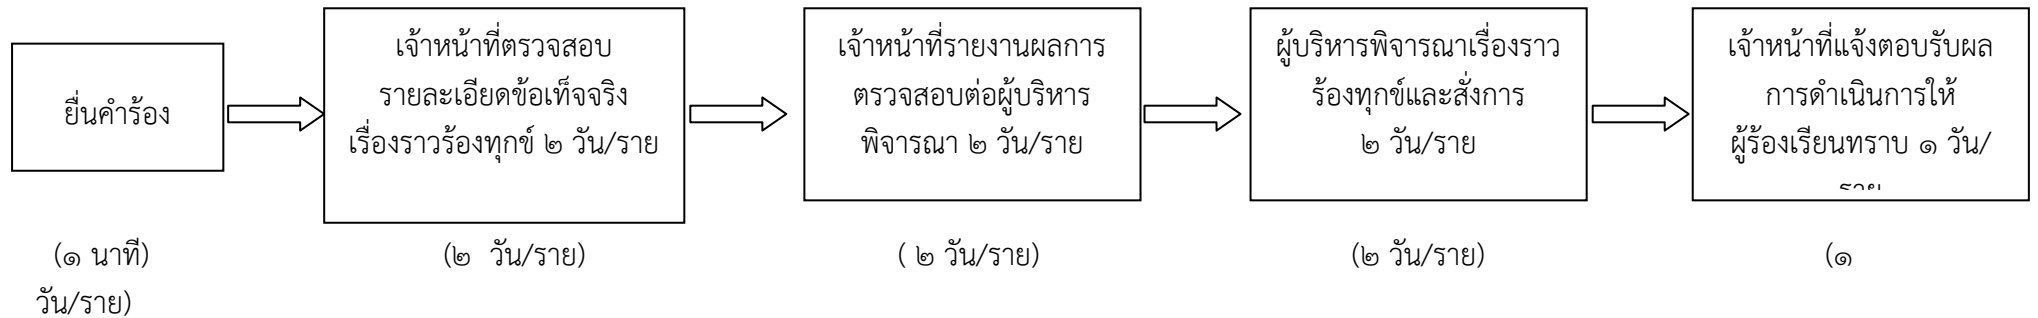 ยื่นคำร้อง
เจ้าหน้าที่ตรวจสอบ
รายละเอียดข้อเท็จจริง
เรื่องราวร้องทุกข์ ๒ วัน/ราย
เจ้าหน้าที่รายงานผลการ
ตรวจสอบต่อผู้บริหาร
พิจารณา ๒ วัน/ราย
ผู้บริหารพิจารณาเรื่องราว
ร้องทุกข์และสั่งการ
๒ วัน/ราย
เจ้าหน้าที่แจ้งตอบรับผล
การดำเนินการให้
ผู้ร้องเรียนทราบ ๑ วัน/
ราย
(๑ นาที) (๒ วัน/ราย) ( ๒ วัน/ราย) (๒ วัน/ราย) (๑
วัน/ราย)